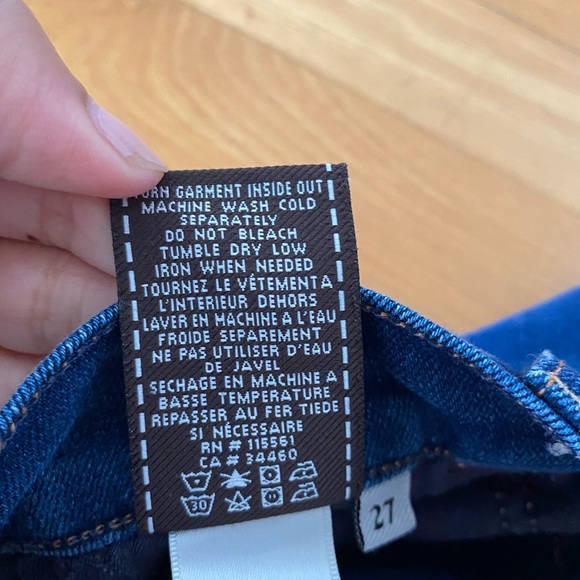 TURN GARMENT INSIDE OUT
MACHINE WASH COLD
SEPARATELY
DO NOT BLEACH
TUMBLE DRY LOW
IRON WHEN NEEDED
TOURNEZ LE VÉTEMENT A
L'INTERIEUR DEHORS
LAVER EN MACHINE A L'EAU
FROIDE SEPAREMENT
NE PAS UTILISER D'EAU
DE JAVEL
SECHAGE EN MACHINE A
BASSE TEMPERATURE
REPASSER AU FER TIEDE
SI NÉCESSAIRE
RN # 115561
CA # 34460
30
27